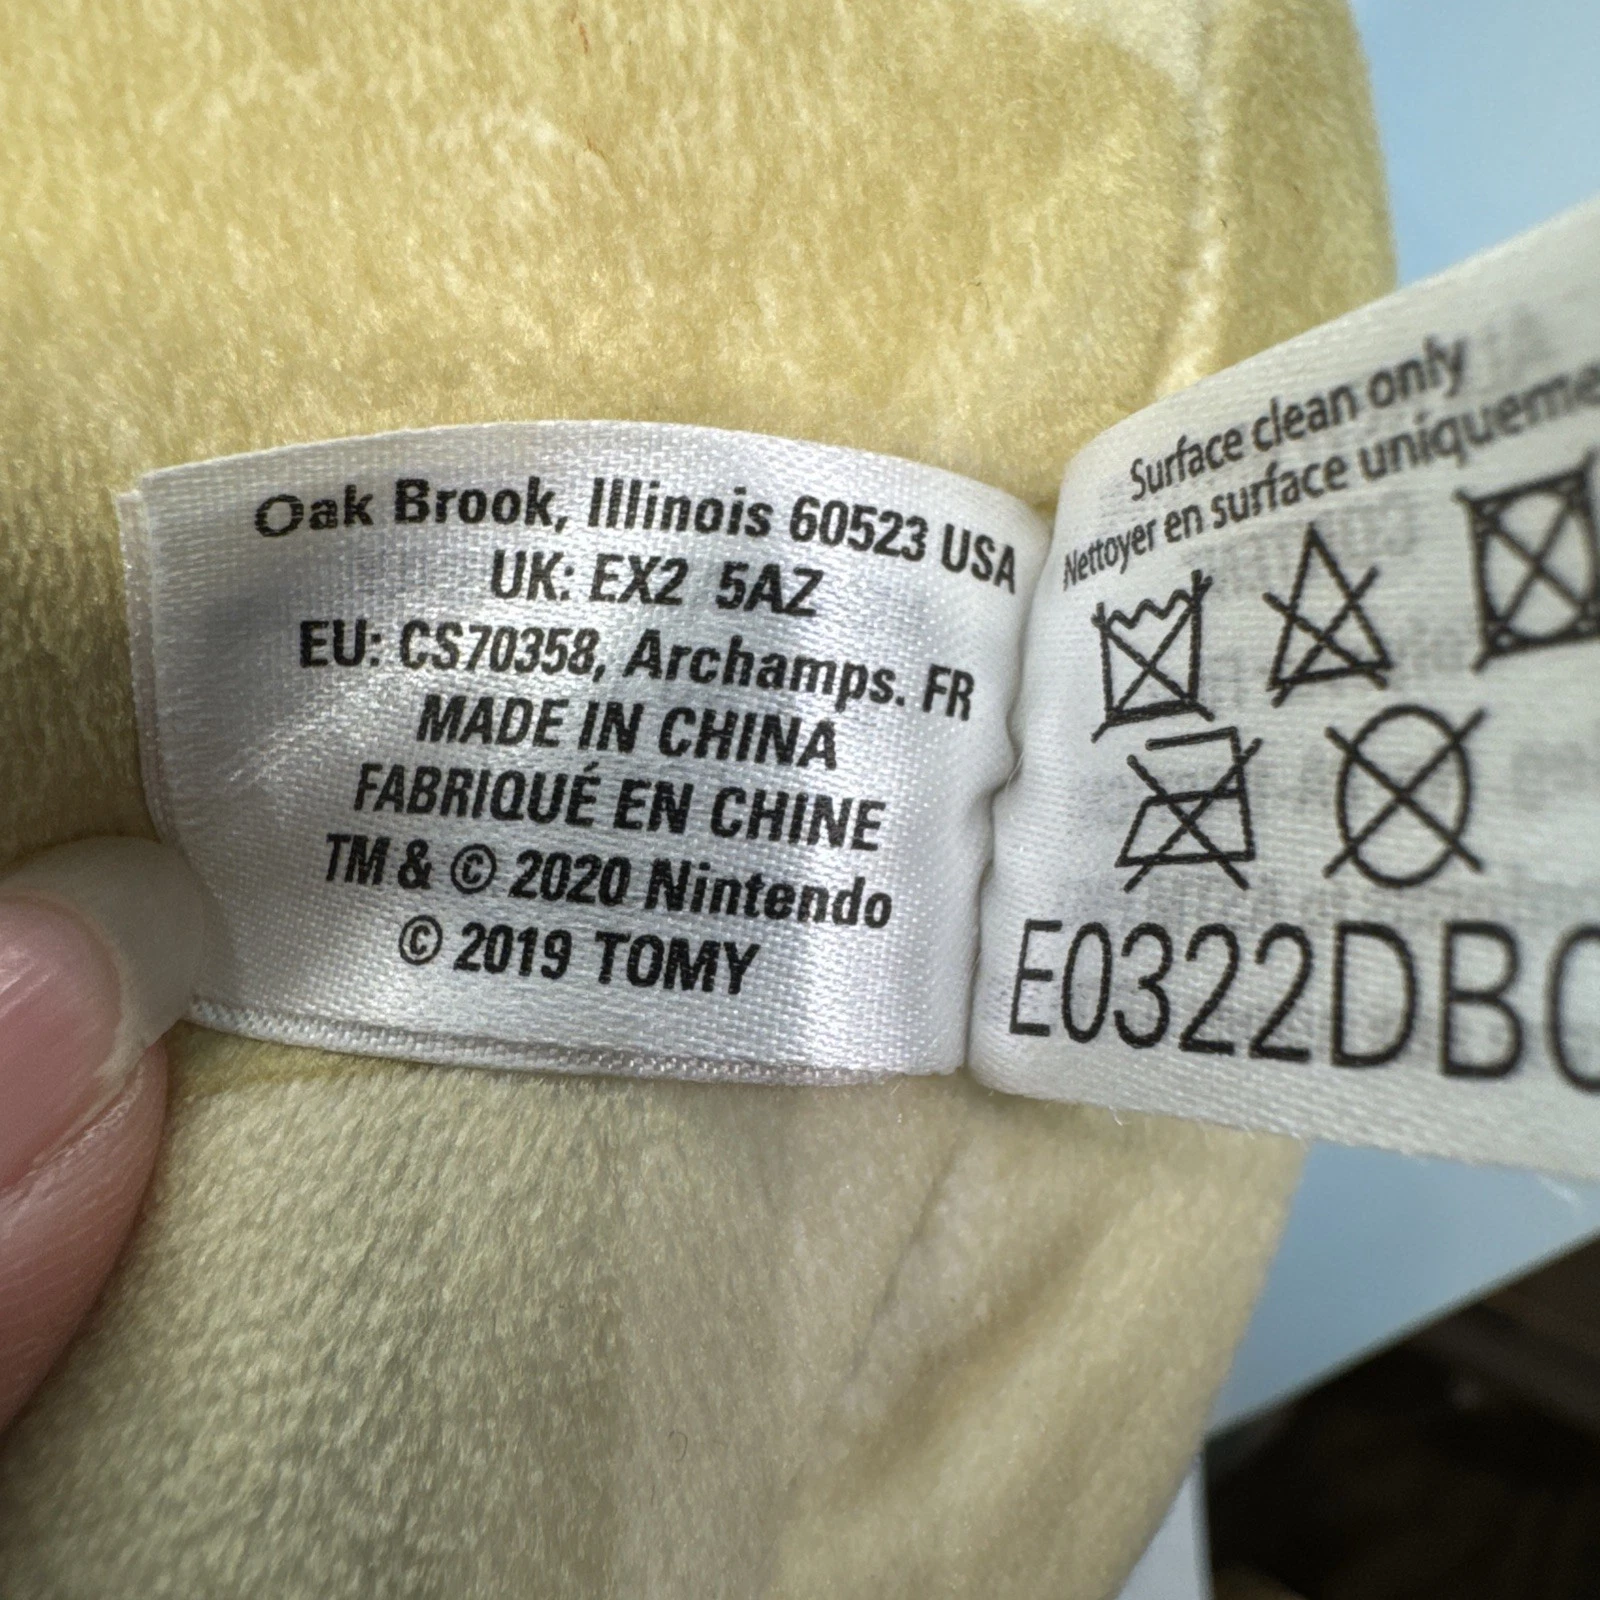 Oak Brook, Illinois 60523 USA
UK: EX2 5AZ
EU: CS70358, Archamps. FR
MADE IN CHINA
FABRIQUÉ EN CHINE
TM & © 2020 Nintendo
© 2019 TOMY
Surface clean only
Nettoyer en surface uniqueme
E0322DB